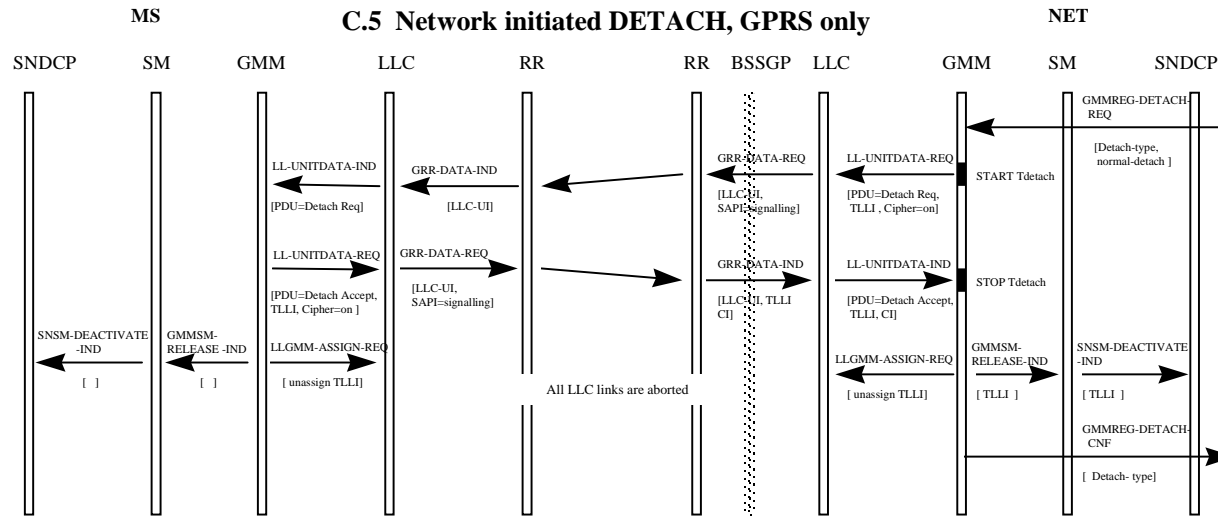 MS
C.5 Network initiated DETACH, GPRS only
NET
SNDCP SM GMM LLC RR RR BSSGP LLC GMM SM SNDCP
GMMREG-DETACH-
REQ
[Detach-type,
normal-detach ]
LL-UNITDATA-IND
[PDU=Detach Req]
GRR-DATA-IND
[LLC-UI]
GRR-DATA-REQ
[LLC-UI,
SAPI=signalling]
LL-UNITDATA-REQ
[PDU=Detach Req,
TLLI , Cipher=on]
START Tdetach
LL-UNITDATA-REQ
[PDU=Detach Accept,
TLLI, Cipher=on ]
GRR-DATA-REQ
[LLC-UI,
SAPI=signalling]
GRR-DATA-IND
[LLC-UI, TLLI
CI]
LL-UNITDATA-IND
[PDU=Detach Accept,
TLLI, CI]
STOP Tdetach
SNSM-DEACTIVATE
-IND
[ ]
GMMSM-
RELEASE -IND
[ ]
LLGMM-ASSIGN-REQ
[ unassign TLLI]
All LLC links are aborted
LLGMM-ASSIGN-REQ
[ unassign TLLI]
GMMSM-
RELEASE-IND
[ TLLI ]
SNSM-DEACTIVATE
-IND
[ TLLI ]
GMMREG-DETACH-
CNF
[ Detach- type]